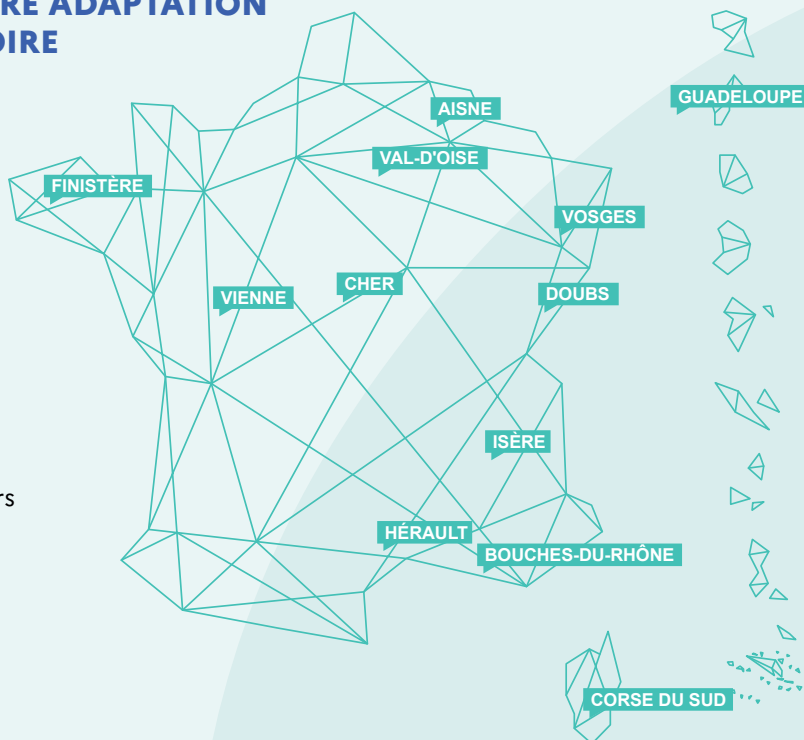 RE ADAPTATION
OIRE
AISNE
GUADELOUPE
VAL-D'OISE
FINISTÈRE
VOSGES
CHER
VIENNE
DOUBS
ISÈRE
rs
HÉRAULT
BOUCHES-DU-RHÔNE
CORSE DU SUD